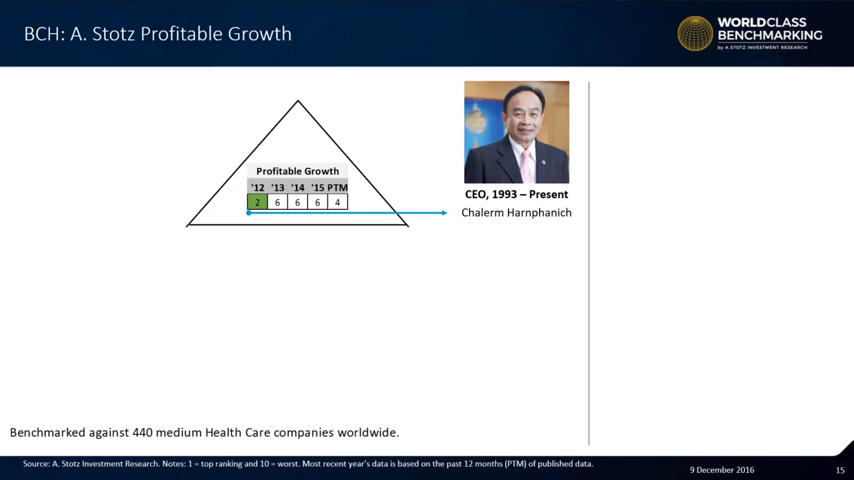 BCH: A. Stotz Profitable Growth
WORLDCLASS
BENCHMARKING
by A.STOTZ INVESTMENT RESEARCH
Profitable Growth
'12 '13 '14 '15 PTM
2 6 6 6 4
CEO, 1993 – Present
Chalerm Harnphanich
Benchmarked against 440 medium Health Care companies worldwide.
Source: A. Stotz Investment Research. Notes: 1 = top ranking and 10 = worst. Most recent year's data is based on the past 12 months (PTM) of published data.
9 December 2016
15